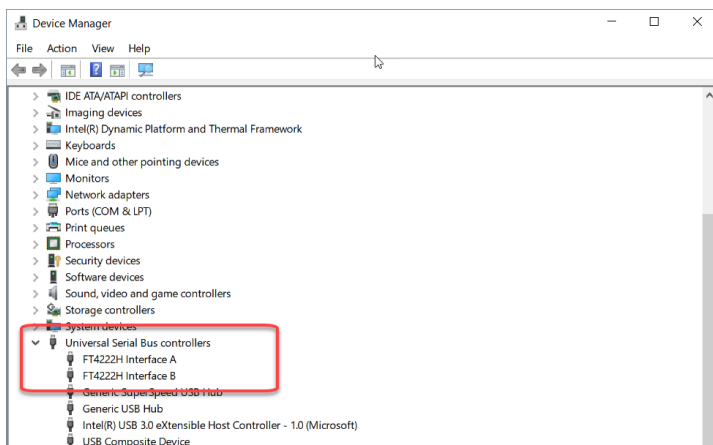 Device Manager
File Action View Help
IDE ATA/ATAPI controllers
Imaging devices
Intel(R) Dynamic Platform and Thermal Framework
Keyboards
Mice and other pointing devices
Monitors
Network adapters
Ports (COM & LPT)
Print queues
Processors
Security devices
Software devices
Sound, video and game controllers
Storage controllers
System devices
Universal Serial Bus controllers
FT4222H Interface A
FT4222H Interface B
Generic SuperSpeed USB Hub
Generic USB Hub
Intel(R) USB 3.0 eXtensible Host Controller - 1.0 (Microsoft)
USB Composite Device